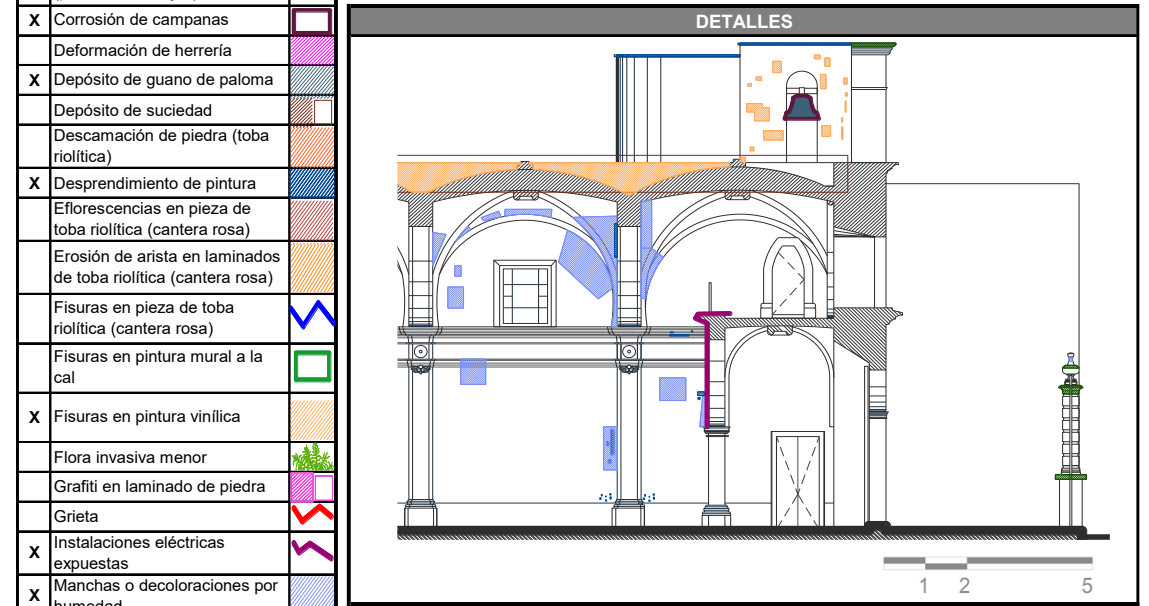 X Corrosión de campanas
Deformación de herrería
X Depósito de guano de paloma
Depósito de suciedad
Descamación de piedra (toba
riolítica)
X Desprendimiento de pintura
Eflorescencias en pieza de
toba riolítica (cantera rosa)
Erosión de arista en laminados
de toba riolítica (cantera rosa)
Fisuras en pieza de toba
riolítica (cantera rosa)
Fisuras en pintura mural a la
cal
X Fisuras en pintura vinílica
Flora invasiva menor
Grafiti en laminado de piedra
Grieta
X Instalaciones eléctricas
expuestas
X Manchas o decoloraciones por
humedad
DETALLES
1 2 5